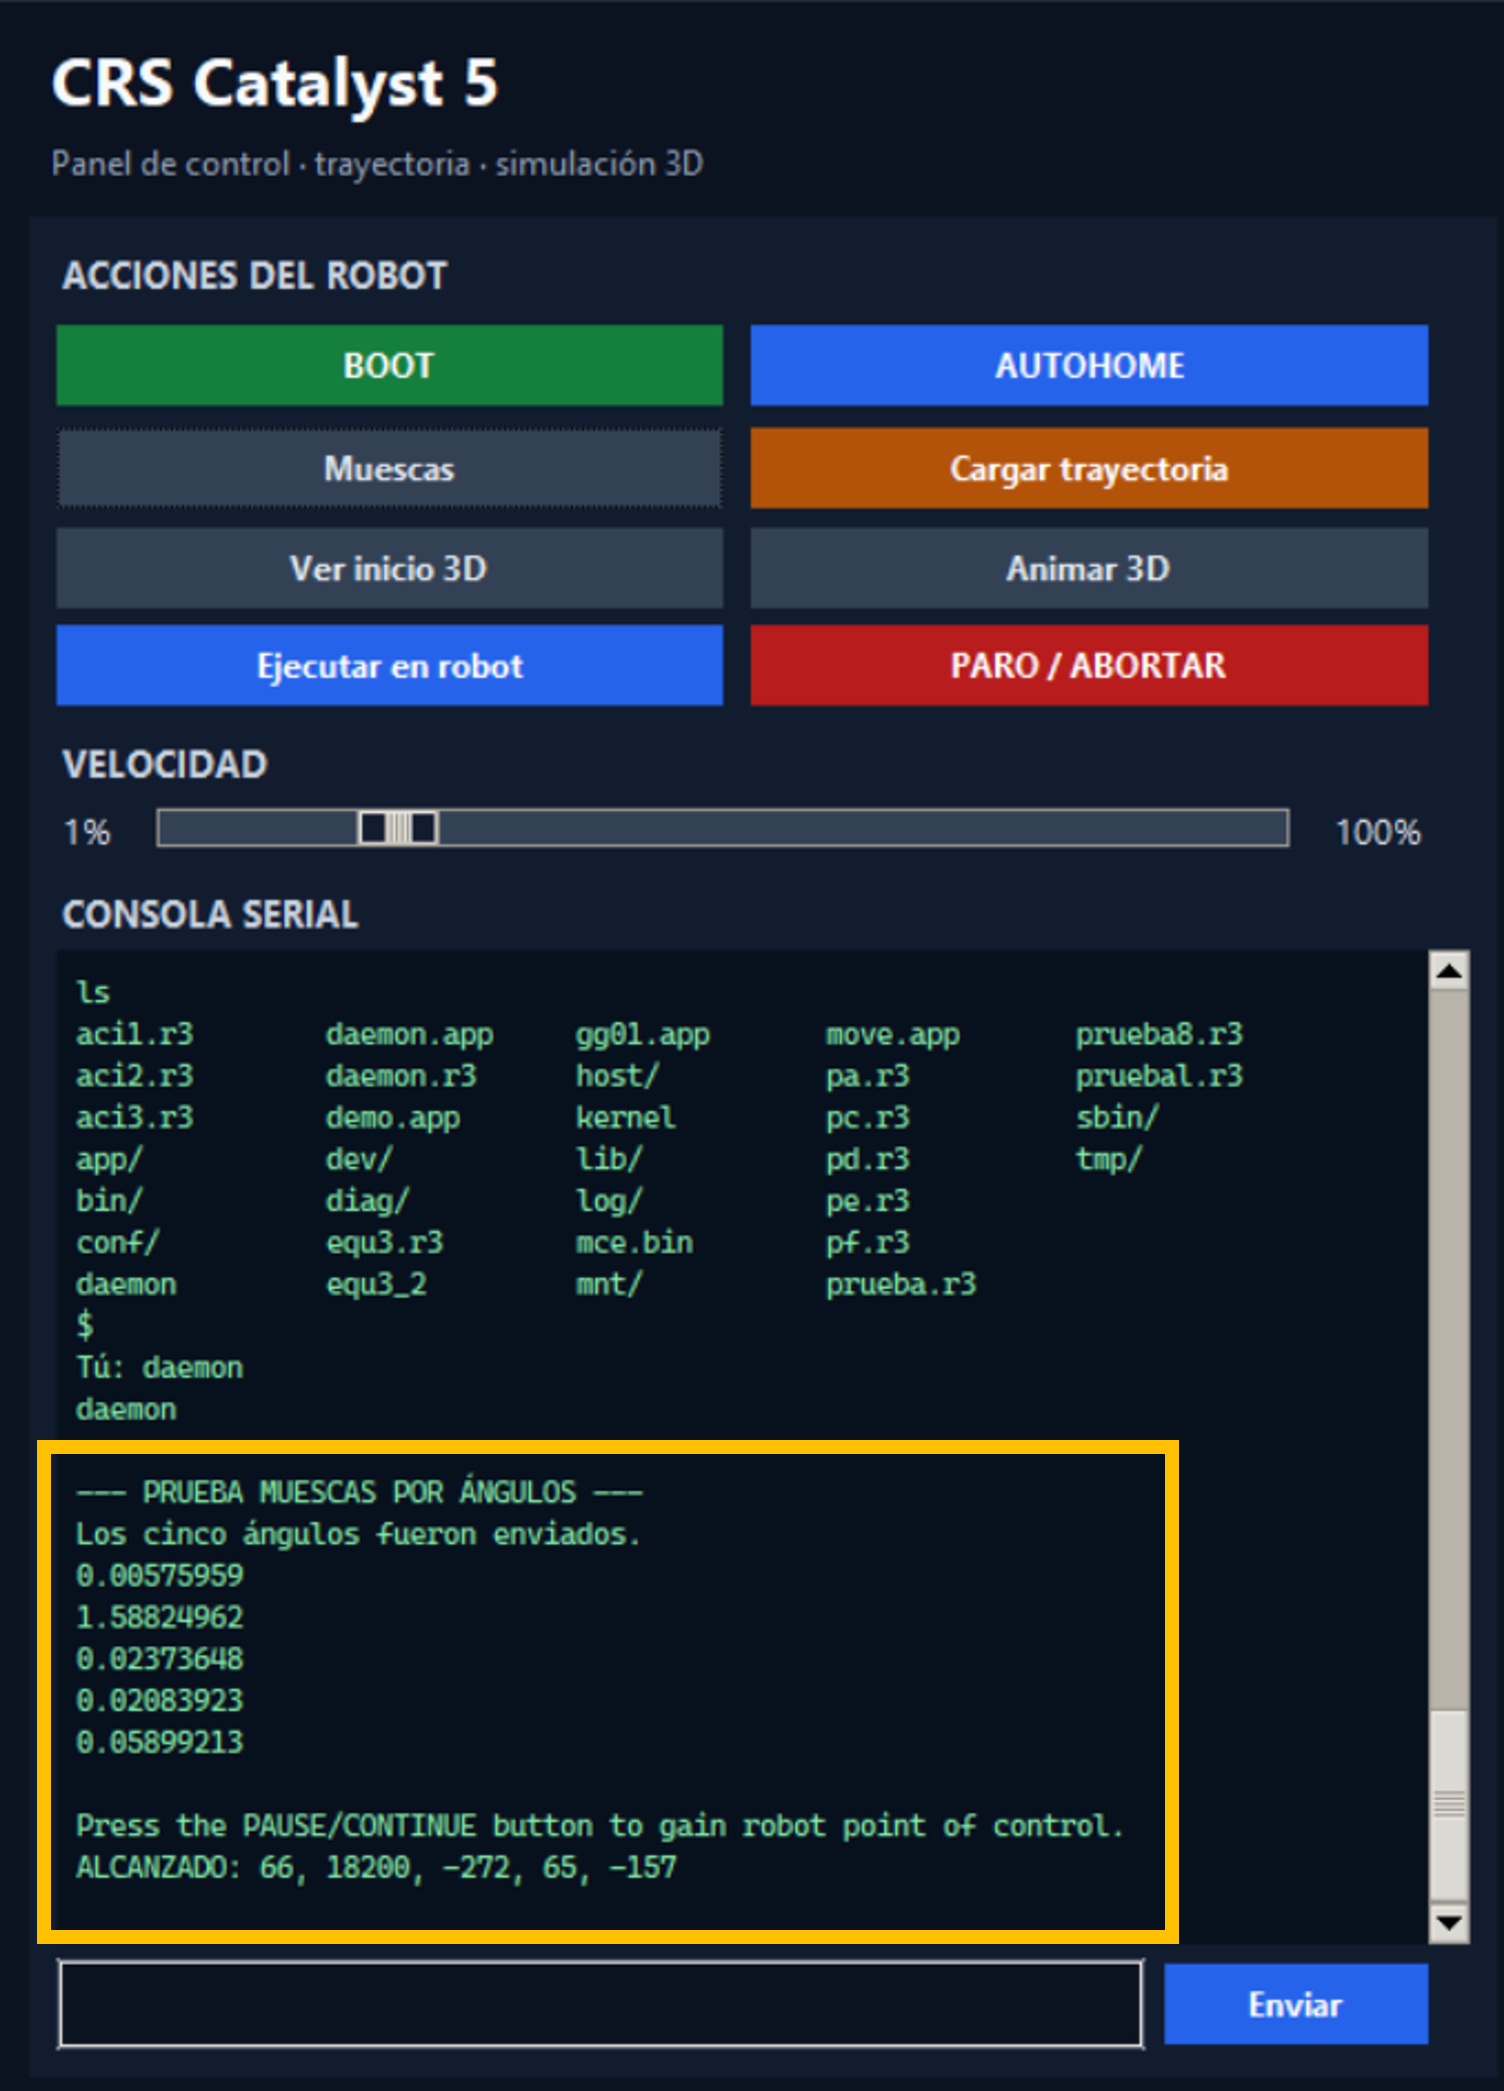 CRS Catalyst 5
Panel de control · trayectoria · simulación 3D
ACCIONES DEL ROBOT
BOOT AUTOHOME
Muescas Cargar trayectoria
Ver inicio 3D Animar 3D
Ejecutar en robot PARO / ABORTAR
VELOCIDAD
1% 100%
CONSOLA SERIAL
ls
aci1.r3 daemon.app gg01.app move.app prueba8.r3
aci2.r3 daemon.r3 host/ pa.r3 pruebal.r3
aci3.r3 demo.app kernel pc.r3 sbin/
app/ dev/ lib/ pd.r3 tmp/
bin/ diag/ log/ pe.r3
conf/ equ3.r3 mce.bin pf.r3
daemon equ3_2 mnt/ prueba.r3
$
Tú: daemon
daemon
--- PRUEBA MUESCAS POR ÁNGULOS ---
Los cinco ángulos fueron enviados.
0.00575959
1.58824962
0.02373648
0.02083923
0.05899213
Press the PAUSE/CONTINUE button to gain robot point of control.
ALCANZADO: 66, 18200, -272, 65, -157
Enviar